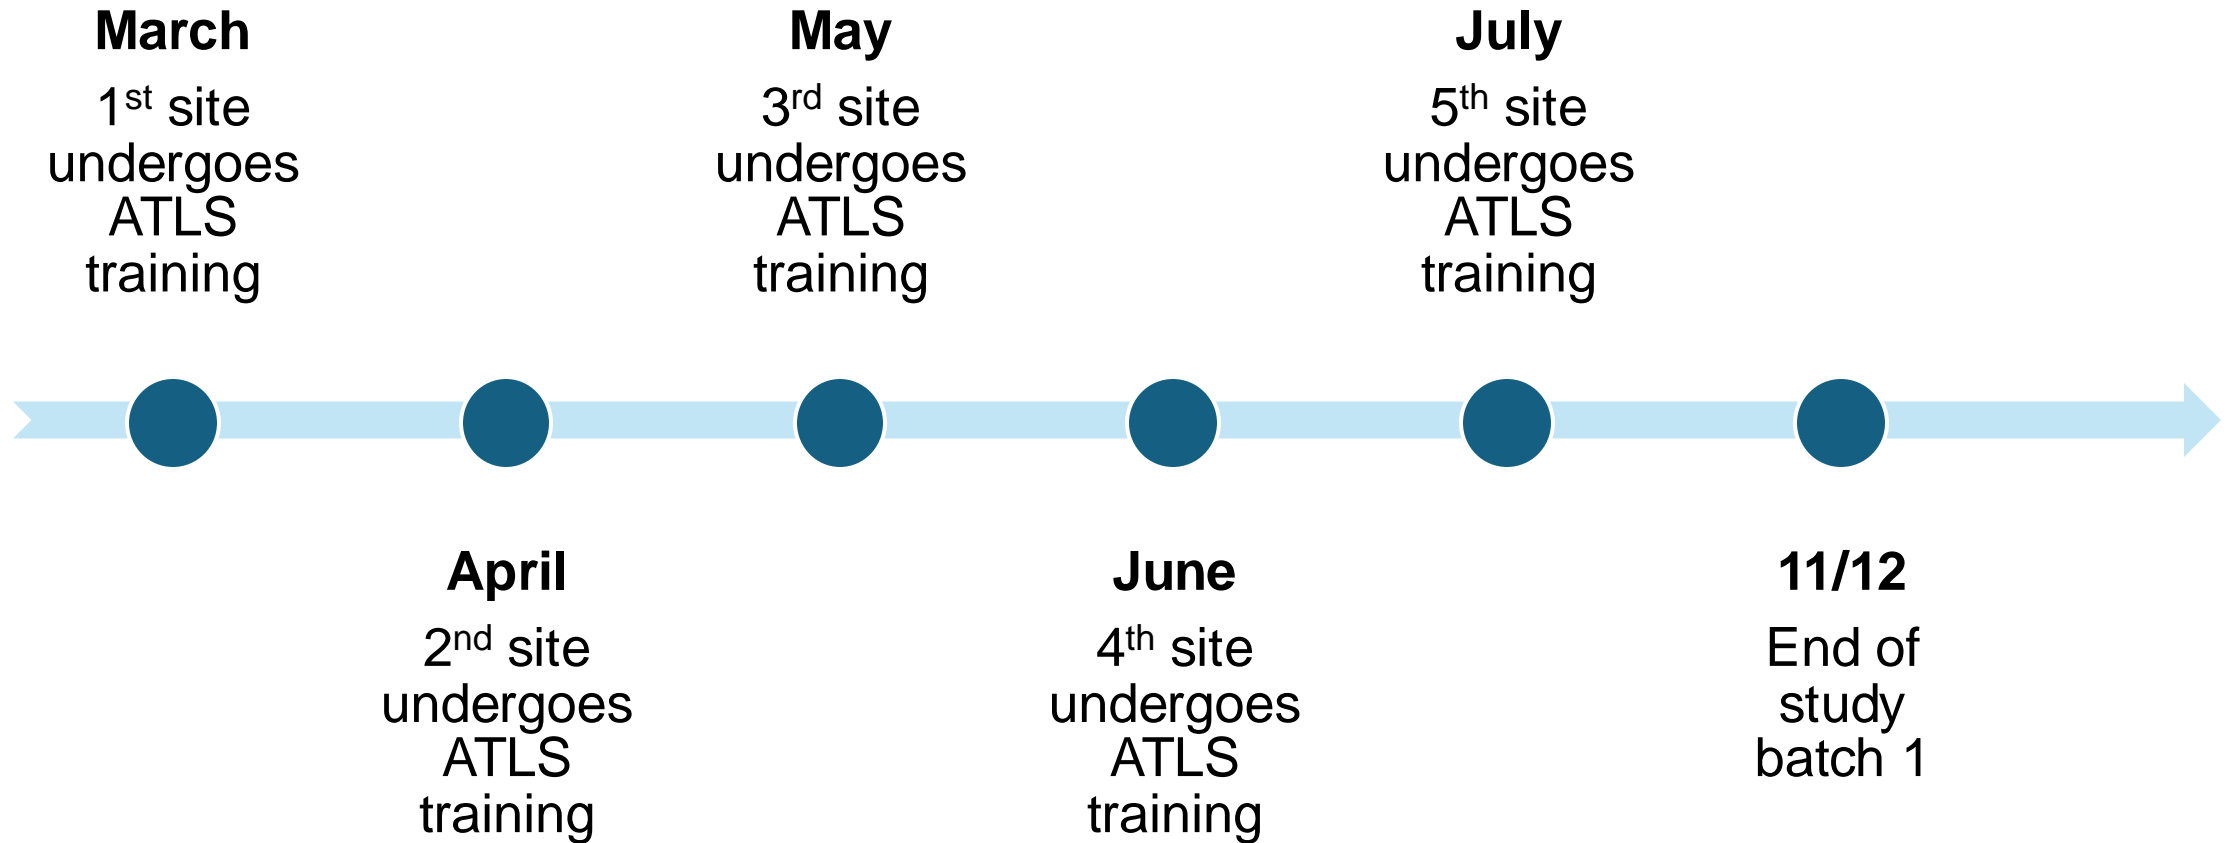 March
1st site
undergoes
ATLS
training
April
2nd site
undergoes
ATLS
training
May
3rd site
undergoes
ATLS
training
June
4th site
undergoes
ATLS
training
July
5th site
undergoes
ATLS
training
11/12
End of
study
batch 1